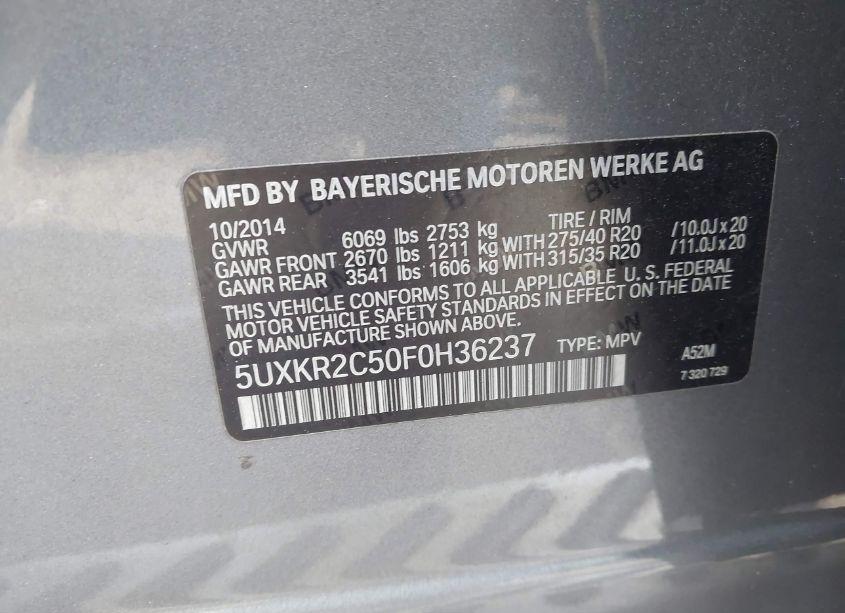 MFD BY BAYERISCHE MOTOREN WERKE AG
10/2014 TIRE / RIM
GVWR 6069 lbs 2753 kg
GAWR FRONT 2670 lbs 1211 kg WITH 275/40 R20 /10.0J x 20
GAWR REAR 3541 lbs 1606 kg WITH 315/35 R20 /11.0J x 20
THIS VEHICLE CONFORMS TO ALL APPLICABLE U. S. FEDERAL
MOTOR VEHICLE SAFETY STANDARDS IN EFFECT ON THE DATE
OF MANUFACTURE SHOWN ABOVE.
5UXKR2C50F0H36237 TYPE: MPV A52M
7 320 729